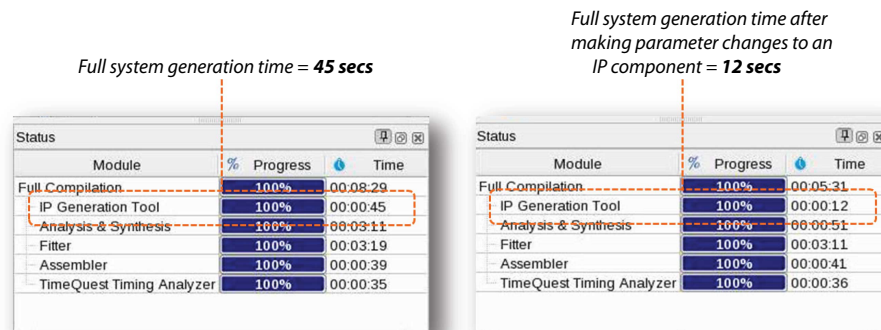 Full system generation time = 45 secs
Full system generation time after
making parameter changes to an
IP component = 12 secs
Status
Module % Progress Time
Full Compilation 100% 00:08:29
IP Generation Tool 100% 00:00:45
Analysis & Synthesis 100% 00:03:11
Fitter 100% 00:03:19
Assembler 100% 00:00:39
TimeQuest Timing Analyzer 100% 00:00:35
Status
Module % Progress Time
Full Compilation 100% 00:05:31
IP Generation Tool 100% 00:00:12
Analysis & Synthesis 100% 00:00:51
Fitter 100% 00:03:11
Assembler 100% 00:00:41
TimeQuest Timing Analyzer 100% 00:00:36